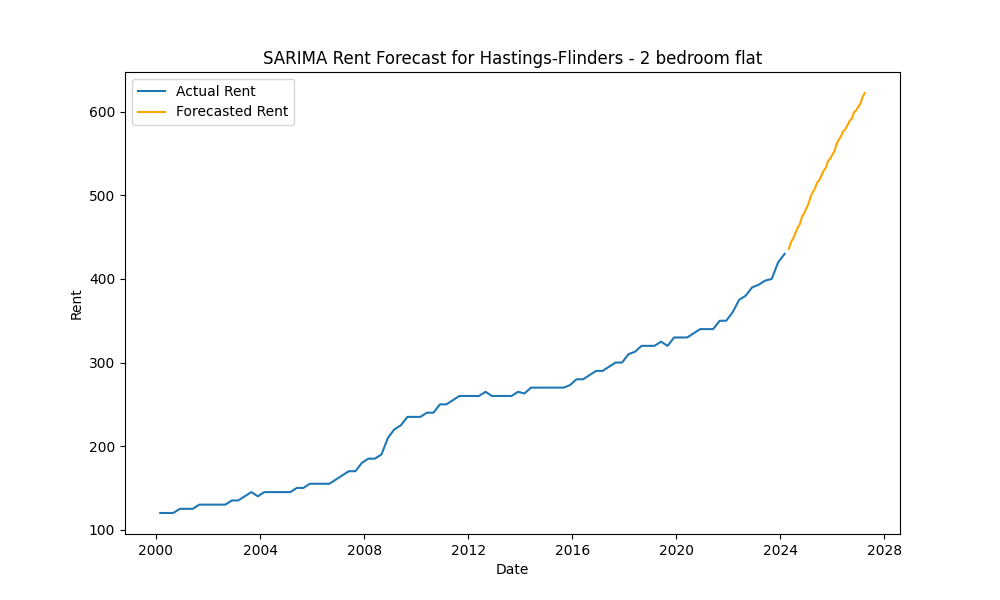 SARIMA Rent Forecast for Hastings-Flinders - 2 bedroom flat
Actual Rent
Forecasted Rent
600
500
400
300
200
100
Rent
2000 2004 2008 2012 2016 2020 2024 2028
Date